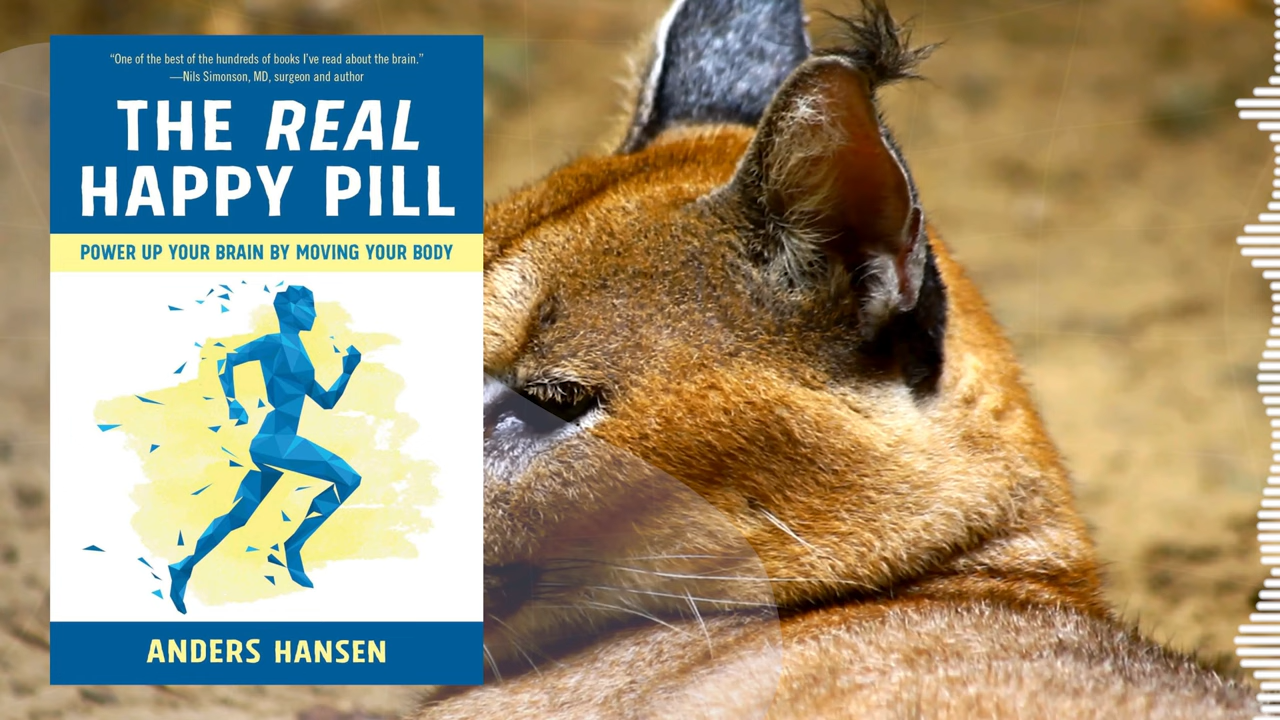 “One of the best of the hundreds of books I’ve read about the brain.”
—Nils Simonson, MD, surgeon and author
THE REAL
HAPPY PILL
POWER UP YOUR BRAIN BY MOVING YOUR BODY
ANDERS HANSEN